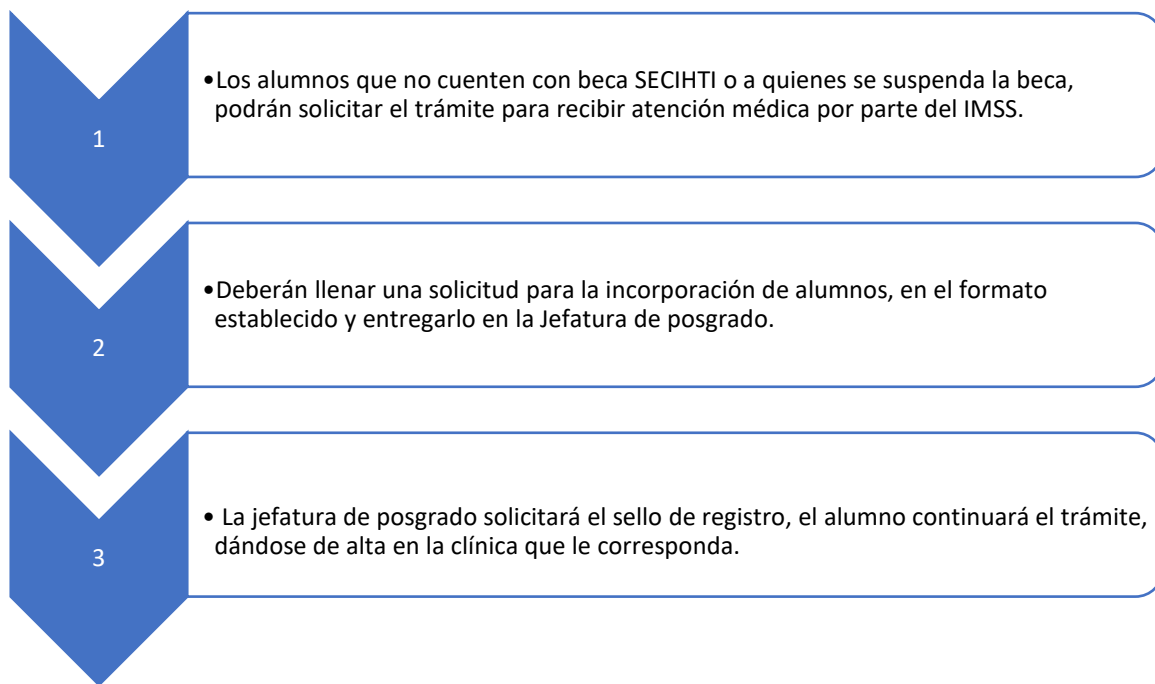 1
•Los alumnos que no cuenten con beca SECIHTI o a quienes se suspenda la beca,
podrán solicitar el trámite para recibir atención médica por parte del IMSS.
2
•Deberán llenar una solicitud para la incorporación de alumnos, en el formato
establecido y entregarlo en la Jefatura de posgrado.
3
• La jefatura de posgrado solicitará el sello de registro, el alumno continuará el trámite,
dándose de alta en la clínica que le corresponda.